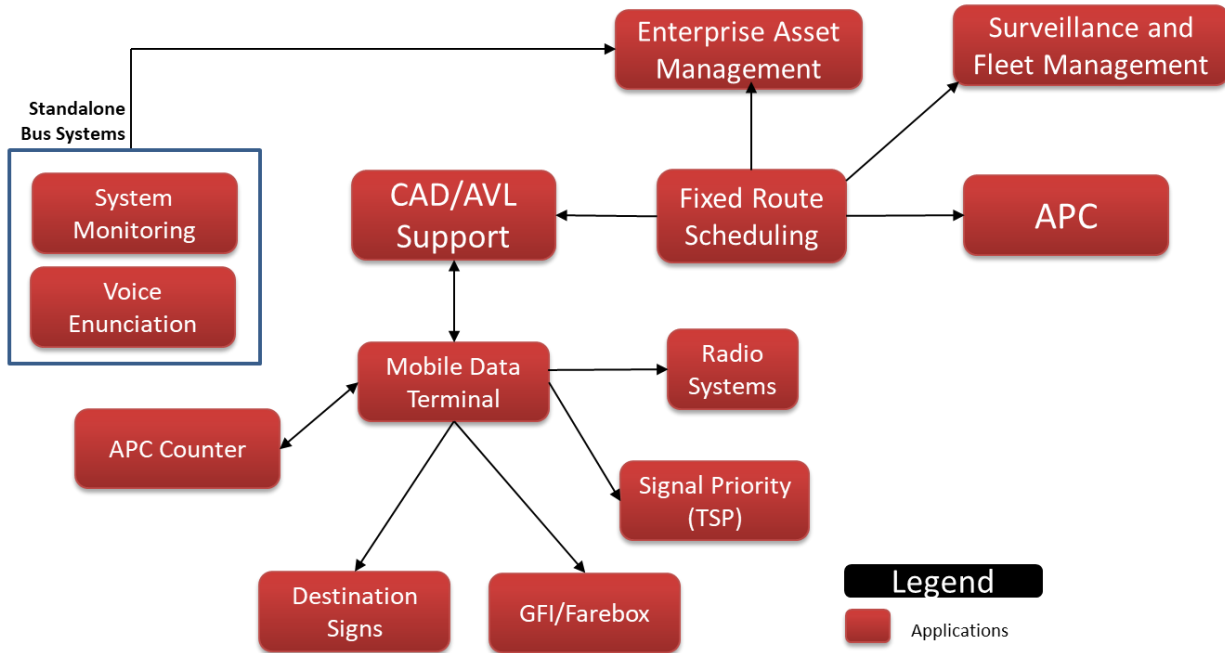 Enterprise Asset
Management
Surveillance and
Fleet Management
Standalone
Bus Systems
System
Monitoring
Voice
Enunciation
CAD/AVL
Support
Fixed Route
Scheduling
APC
Mobile Data
Terminal
Radio
Systems
APC Counter
Signal Priority
(TSP)
Destination
Signs
GFI/Farebox
Legend
Applications